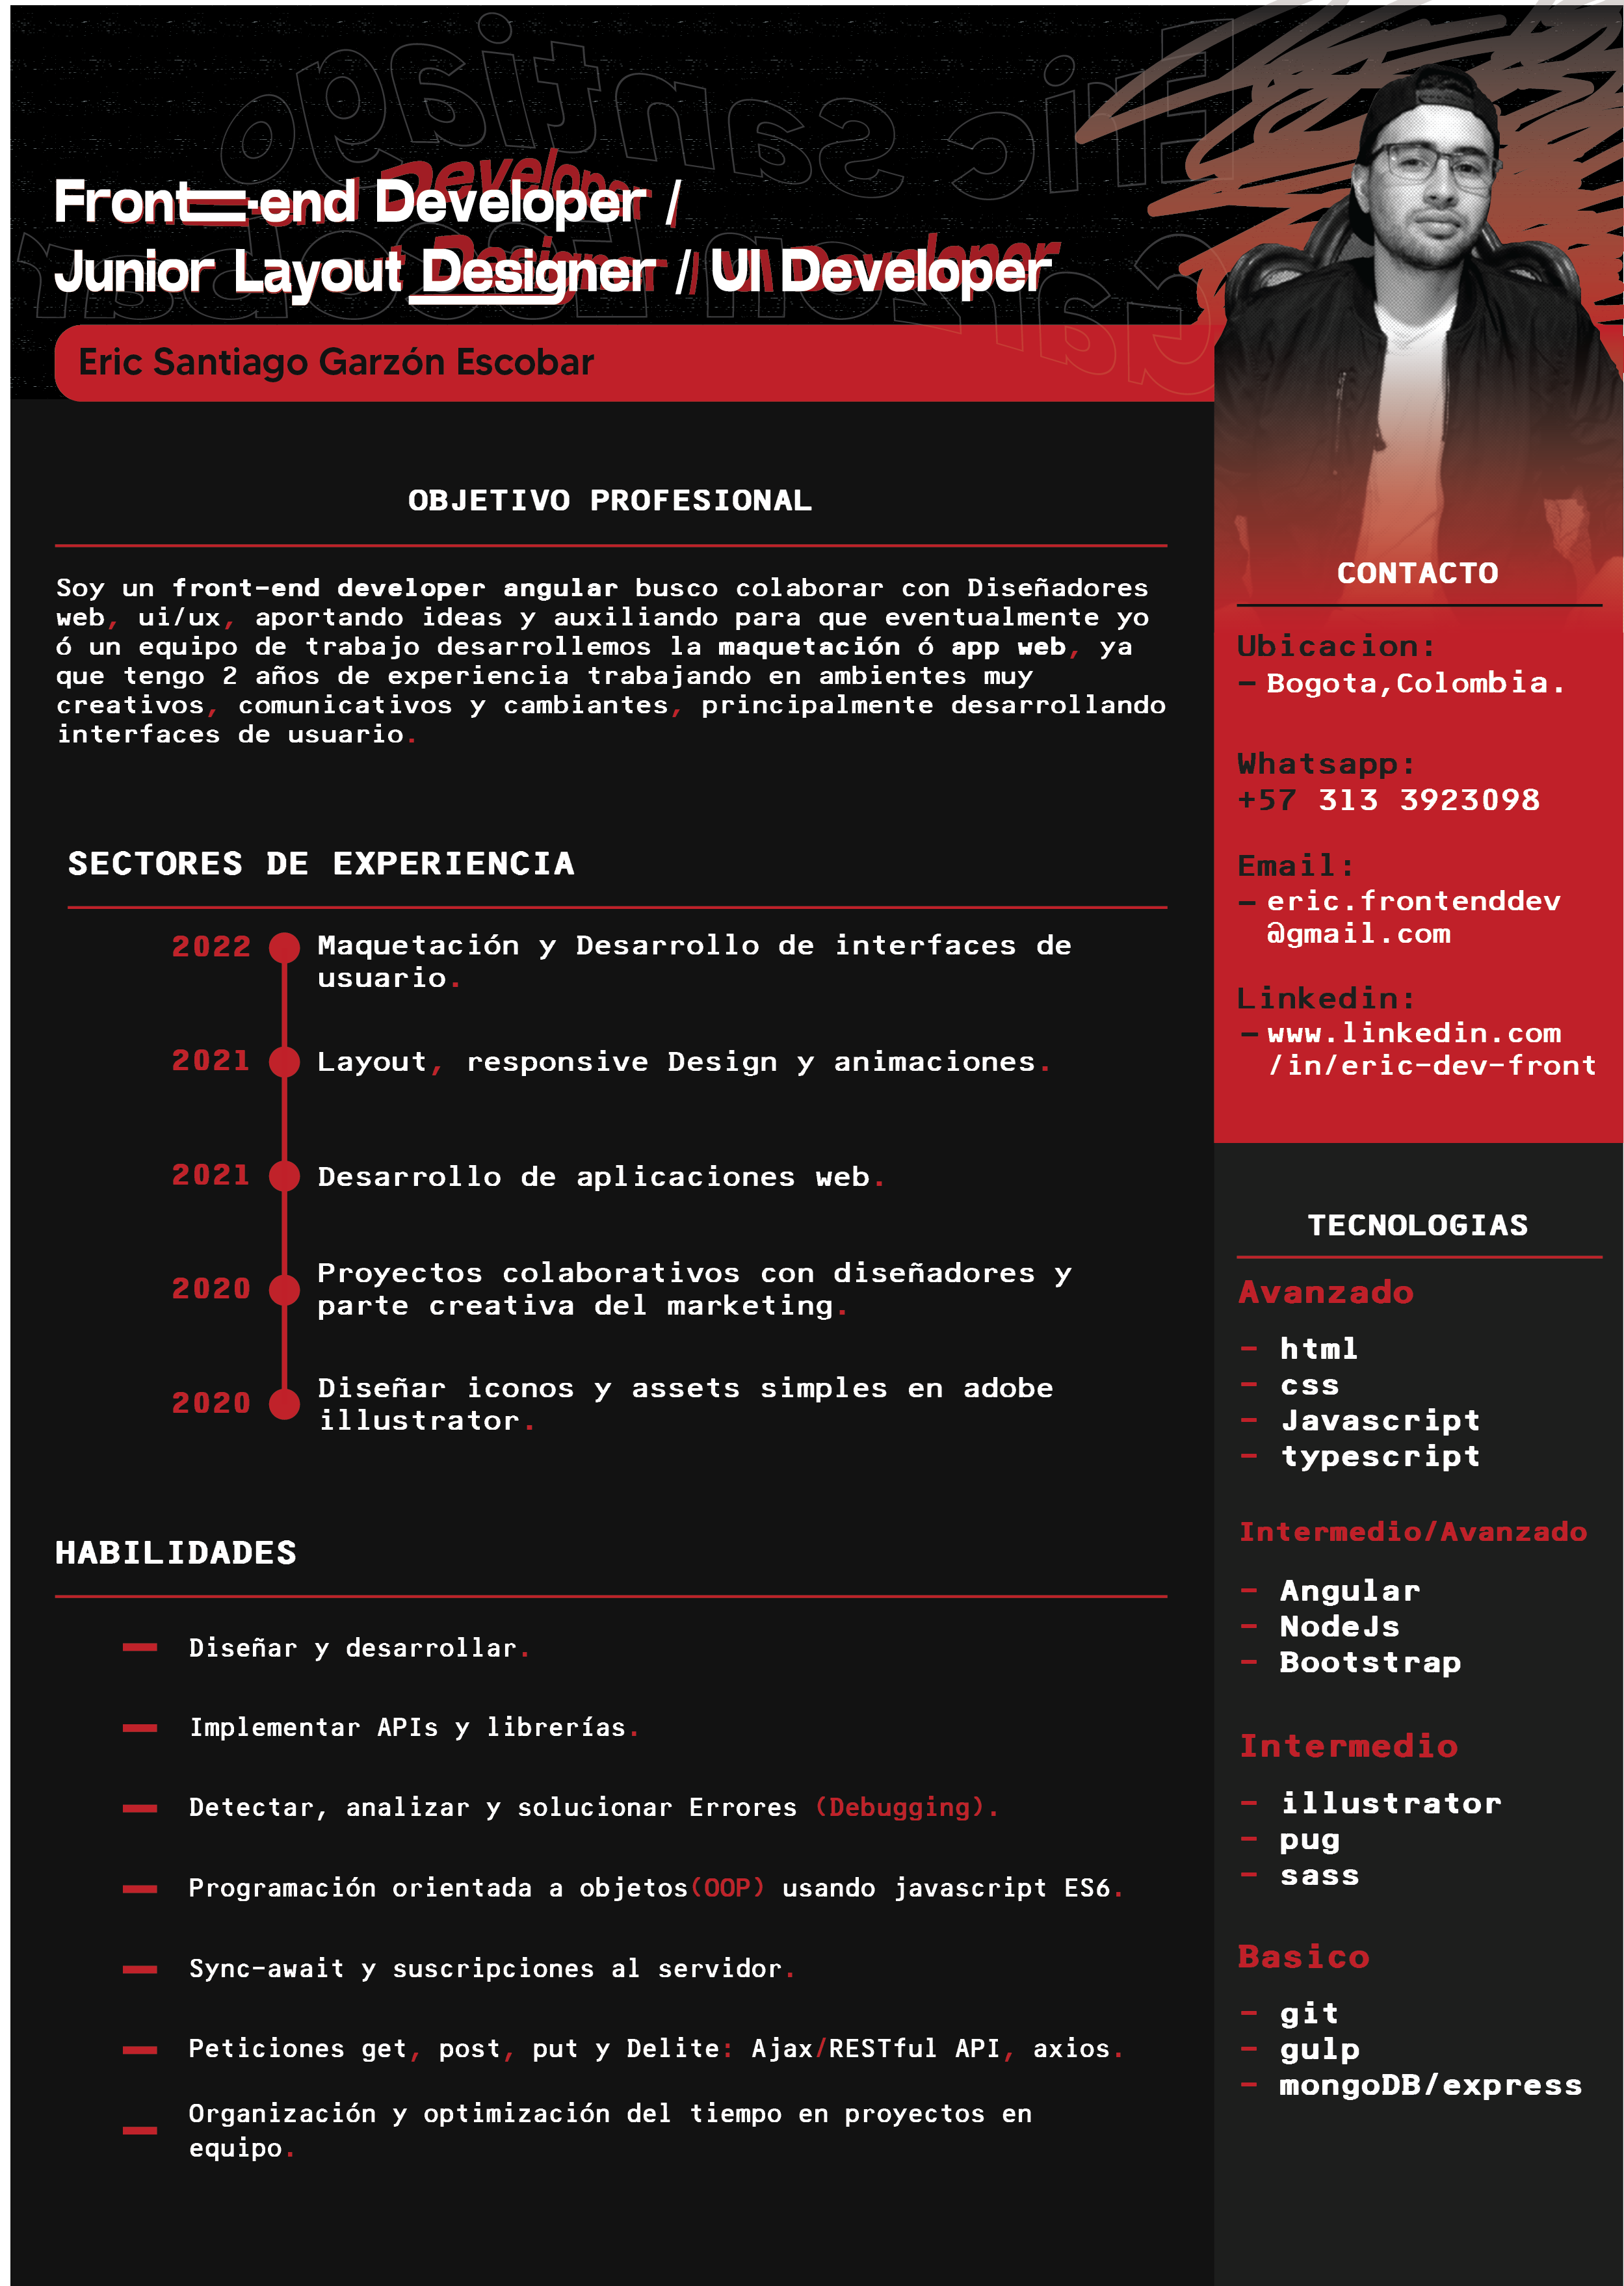 Eric Santiago
Garzon Escobar
Front-end Developer /
Junior Layout Designer / UI Developer
Eric Santiago Garzón Escobar
OBJETIVO PROFESIONAL
Soy un front-end developer angular busco colaborar con Diseñadores
web, ui/ux, aportando ideas y auxiliando para que eventualmente yo
ó un equipo de trabajo desarrollemos la maquetación ó app web, ya
que tengo 2 años de experiencia trabajando en ambientes muy
creativos, comunicativos y cambiantes, principalmente desarrollando
interfaces de usuario.
SECTORES DE EXPERIENCIA
2022 Maquetación y Desarrollo de interfaces de
usuario.
2021 Layout, responsive Design y animaciones.
2021 Desarrollo de aplicaciones web.
2020 Proyectos colaborativos con diseñadores y
parte creativa del marketing.
2020 Diseñar iconos y assets simples en adobe
illustrator.
HABILIDADES
Diseñar y desarrollar.
Implementar APIs y librerías.
Detectar, analizar y solucionar Errores (Debugging).
Programación orientada a objetos(OOP) usando javascript ES6.
Sync-await y suscripciones al servidor.
Peticiones get, post, put y Delite: Ajax/RESTful API, axios.
Organización y optimización del tiempo en proyectos en
equipo.
CONTACTO
Ubicacion:
- Bogota,Colombia.
Whatsapp:
+57 313 3923098
Email:
- eric.frontenddev
@gmail.com
Linkedin:
- www.linkedin.com
/in/eric-dev-front
TECNOLOGIAS
Avanzado
- html
- css
- Javascript
- typescript
Intermedio/Avanzado
- Angular
- NodeJs
- Bootstrap
Intermedio
- illustrator
- pug
- sass
Basico
- git
- gulp
- mongoDB/express